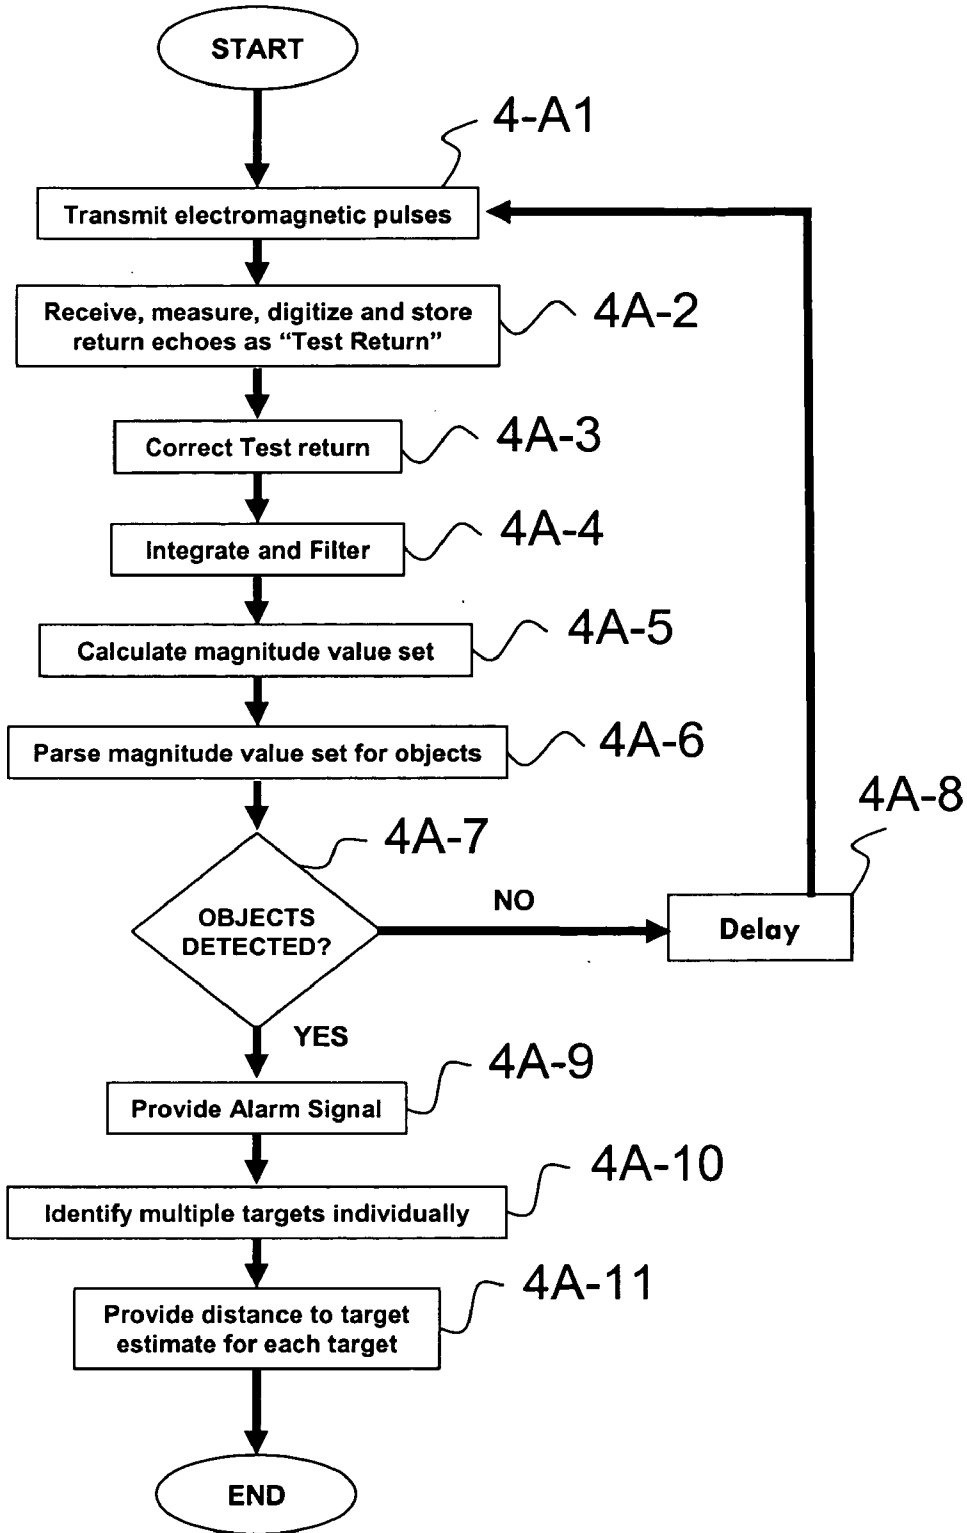 START
4-A1
Transmit electromagnetic pulses
Receive, measure, digitize and store
return echoes as “Test Return”
4A-2
Correct Test return
4A-3
Integrate and Filter
4A-4
Calculate magnitude value set
4A-5
Parse magnitude value set for objects
4A-6
4A-7
OBJECTS
DETECTED?
NO
4A-8
Delay
YES
4A-9
Provide Alarm Signal
4A-10
Identify multiple targets individually
4A-11
Provide distance to target
estimate for each target
END